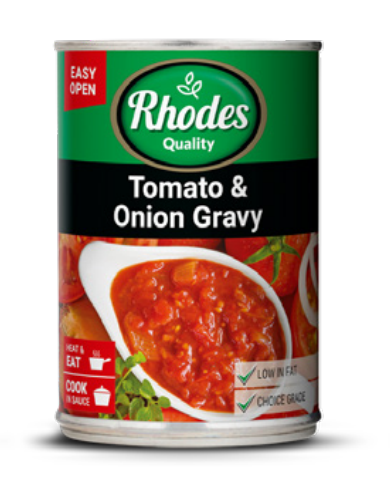 EASY
OPEN
Rhodes
Quality
Tomato &
Onion Gravy
HEAT &
EAT
COOK
IN SAUCE
LOW IN FAT
CHOICE GRADE